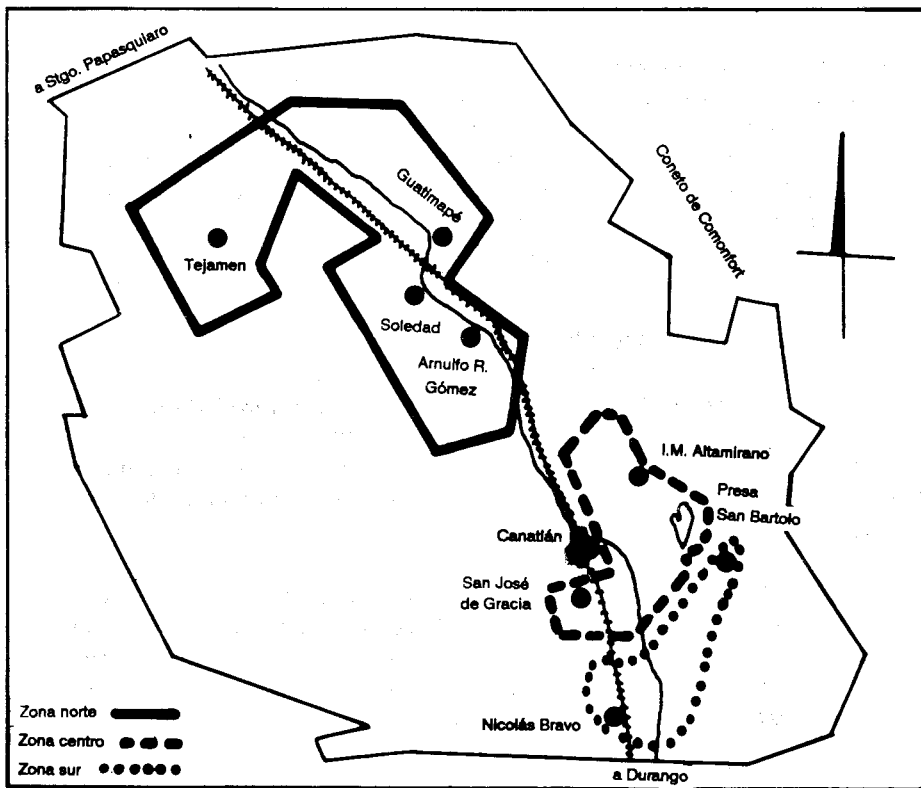 a Stgo. Papasquiaro
Coneto de Comonfort
Guatimapé
Tejamen
Soledad
Arnulfo R.
Gómez
I.M. Altamirano
Presa
San Bartolo
Canatlán
San José
de Gracia
Nicolás Bravo
Zona norte
Zona centro
Zona sur
a Durango